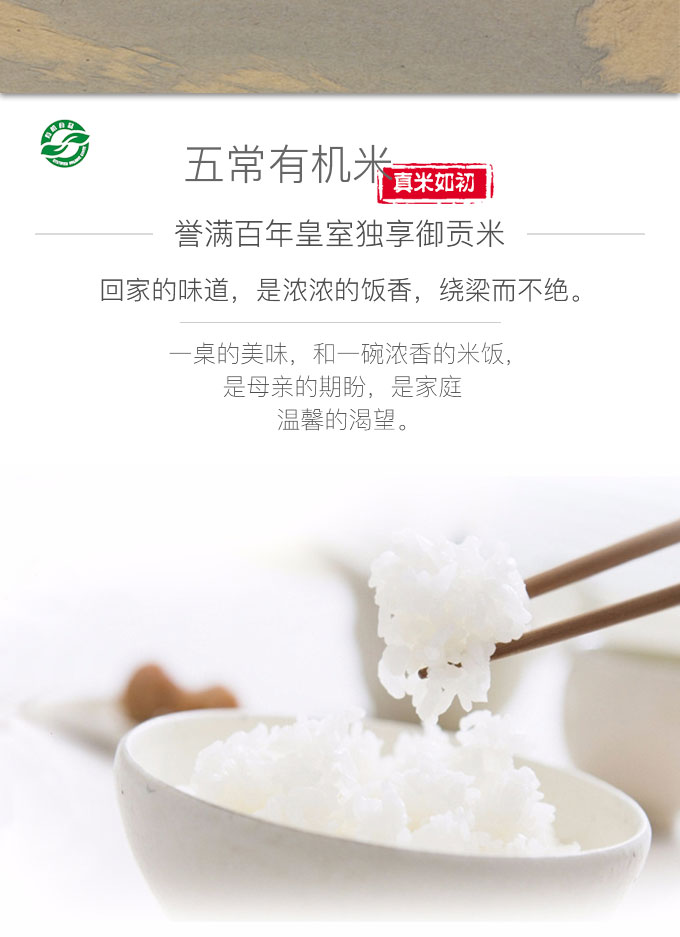 五常有机米
真米如初
誉满百年皇室独享御贡米
回家的味道，是浓浓的饭香，绕梁而不绝。
一桌的美味，和一碗浓香的米饭，
是母亲的期盼，是家庭
温馨的渴望。